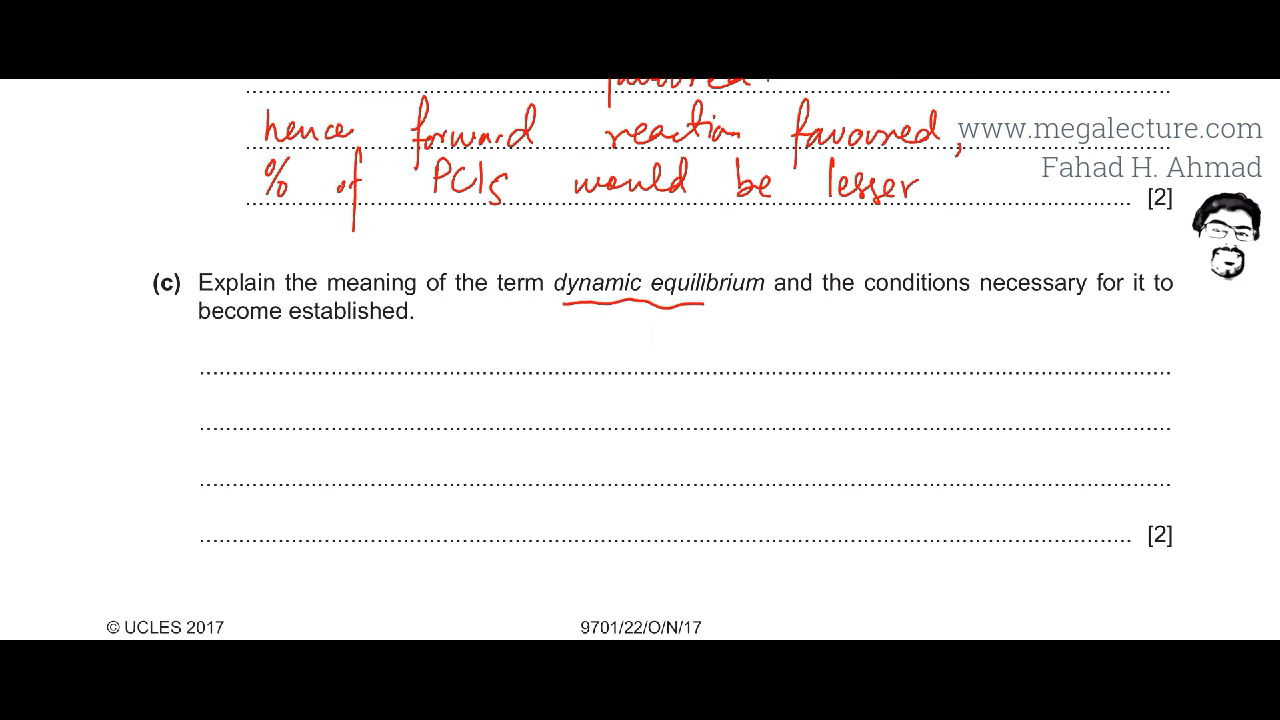 favoured.
hence forward reaction favoured,
www.megalecture.com
Fahad H. Ahmad
% of PCl5 would be lesser
[2]
(c) Explain the meaning of the term dynamic equilibrium and the conditions necessary for it to
become established.
[2]
© UCLES 2017
9701/22/O/N/17